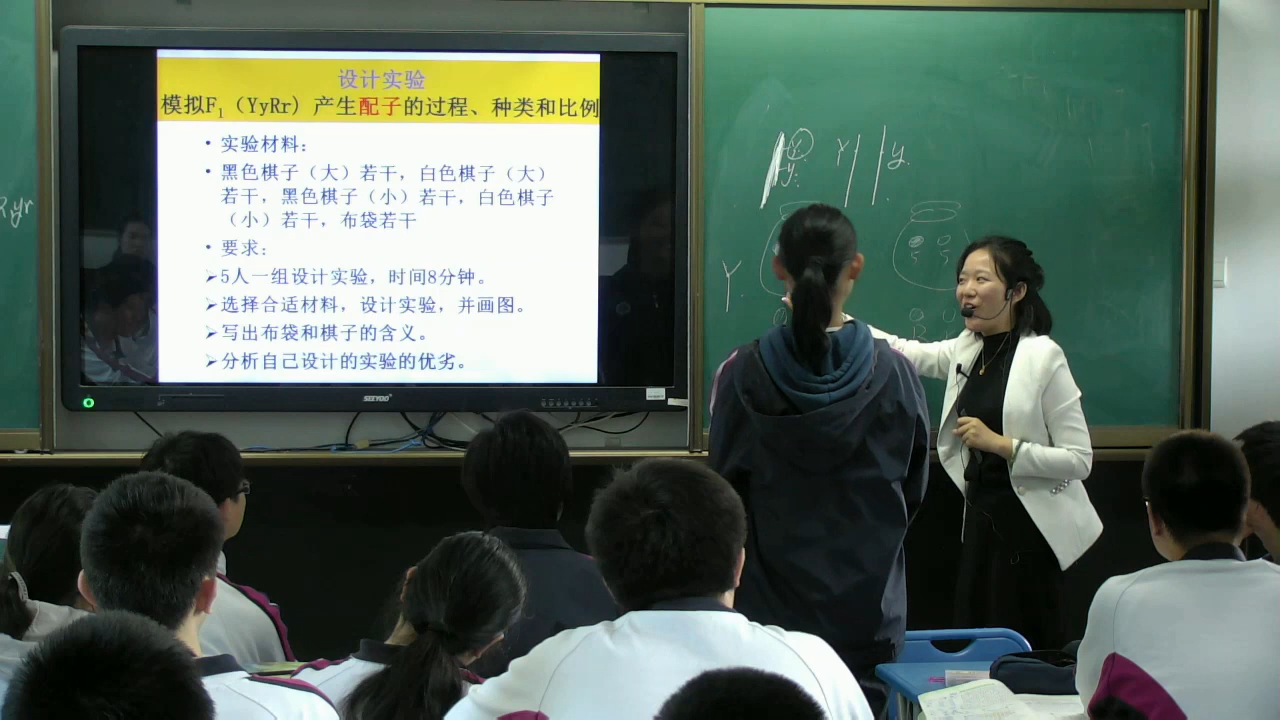 设计实验
模拟F1（YyRr）产生配子的过程、种类和比例
• 实验材料：
• 黑色棋子（大）若干，白色棋子（大）
若干，黑色棋子（小）若干，白色棋子
（小）若干，布袋若干
• 要求：
➢5人一组设计实验，时间8分钟。
➢选择合适材料，设计实验，并画图。
➢写出布袋和棋子的含义。
➢分析自己设计的实验的优劣。
SEEYOO
Y y
Y